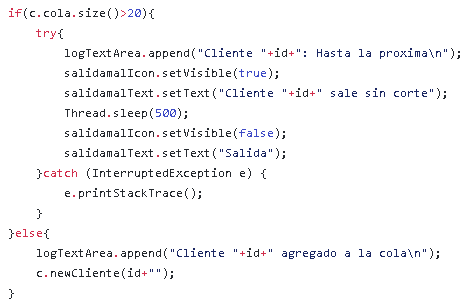 if(c.cola.size()>20){
    try{
        logTextArea.append("Cliente "+id+": Hasta la proxima\n");
        salidamalIcon.setVisible(true);
        salidamalText.setText("Cliente "+id+" sale sin corte");
        Thread.sleep(500);
        salidamalIcon.setVisible(false);
        salidamalText.setText("Salida");
    }catch (InterruptedException e) {
        e.printStackTrace();
    }
}else{
    logTextArea.append("Cliente "+id+" agregado a la cola\n");
    c.newCliente(id+"");
}